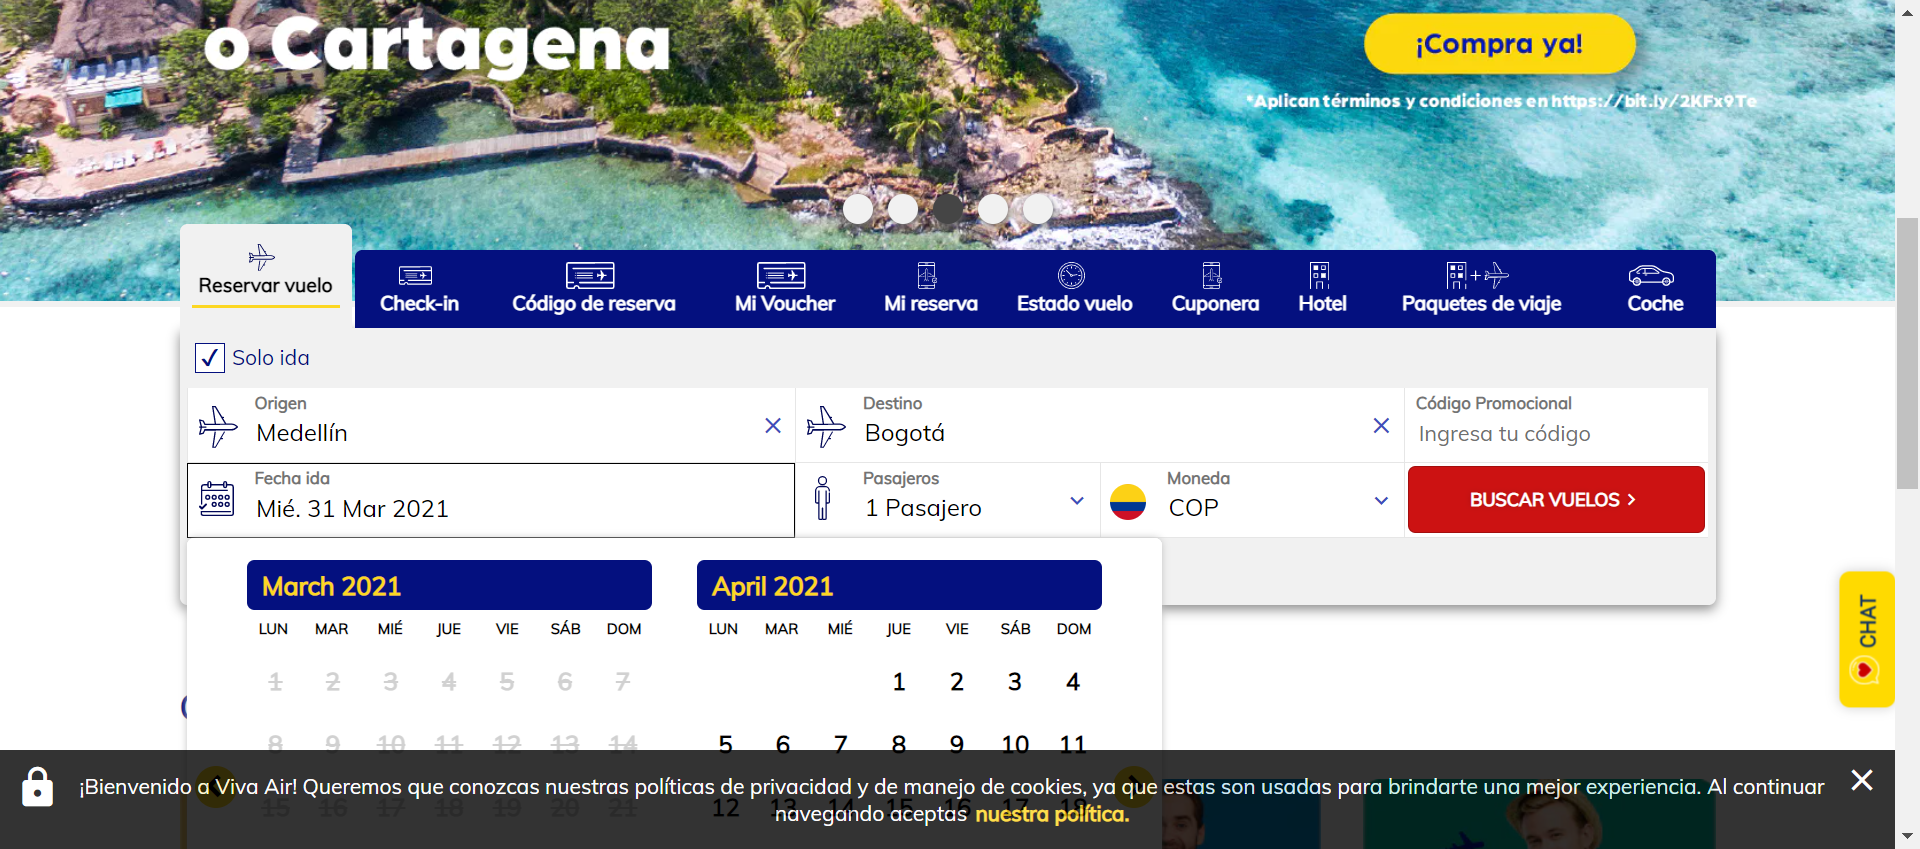 o Cartagena
¡Compra ya!
*Aplican términos y condiciones en https://bit.ly/2KFx9Te
Reservar vuelo
Check-in
Código de reserva
Mi Voucher
Mi reserva
Estado vuelo
Cuponera
Hotel
Paquetes de viaje
Coche
Solo ida
Origen
Medellín
Destino
Bogotá
Código Promocional
Ingresa tu código
Fecha ida
Mié. 31 Mar 2021
Pasajeros
1 Pasajero
Moneda
COP
BUSCAR VUELOS
March 2021
LUN MAR MIÉ JUE VIE SÁB DOM
1 2 3 4 5 6 7
8 9 10 11 12 13 14
15 16 17 18 19 20 21
April 2021
LUN MAR MIÉ JUE VIE SÁB DOM
1 2 3 4
5 6 7 8 9 10 11
12 13 14 15 16 17 18
CHAT
¡Bienvenido a Viva Air! Queremos que conozcas nuestras políticas de privacidad y de manejo de cookies, ya que estas son usadas para brindarte una mejor experiencia. Al continuar
navegando aceptas nuestra política.